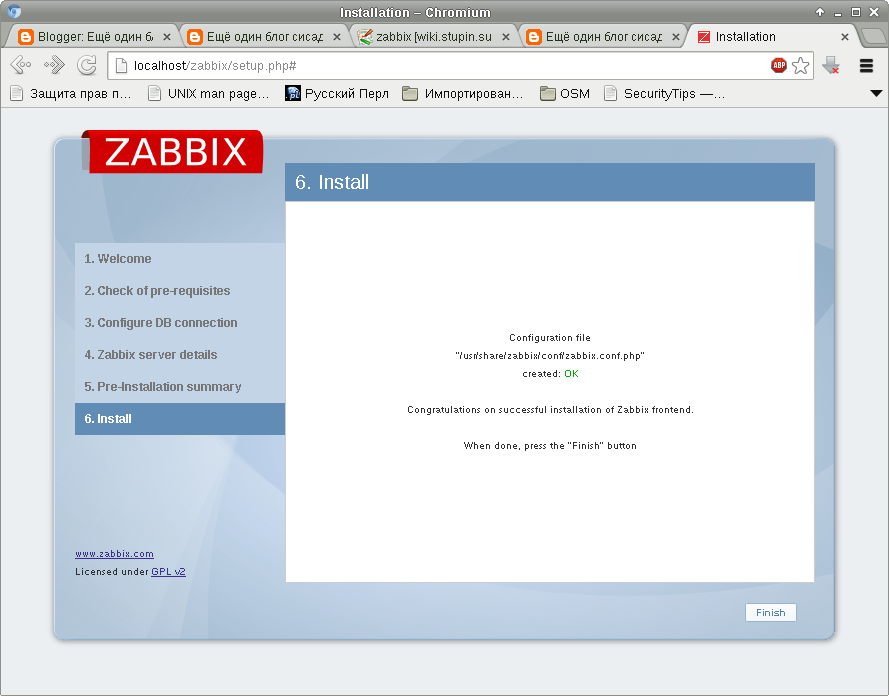 Installation – Chromium
Blogger: Ещё один бл
Ещё один блог сисад
zabbix [wiki.stupin.su
Ещё один блог сисад
Installation
localhost/zabbix/setup.php#
ABP
Защита прав п...
UNIX man page...
Русский Перл
Импортирован...
OSM
SecurityTips —...
ZABBIX
6. Install
1. Welcome
2. Check of pre-requisites
3. Configure DB connection
4. Zabbix server details
5. Pre-Installation summary
6. Install
Configuration file
"/usr/share/zabbix/conf/zabbix.conf.php"
created: OK
Congratulations on successful installation of Zabbix frontend.
When done, press the "Finish" button
www.zabbix.com
Licensed under GPL v2
Finish